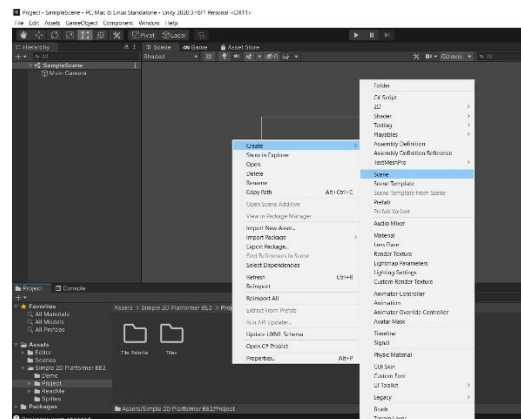 Project - SampleScene - PC, Mac & Linux Standalone - Unity 2020.3.18f1 Personal <DX11>
File Edit Assets GameObject Component Window Help
Pivot Local
Hierarchy
Scene Game Asset Store
All
Shaded 2D Gizmos All
SampleScene
Main Camera
Create
Show in Explorer
Open
Delete
Rename
Copy Path Alt+Ctrl+C
Open Scene Additive
View in Package Manager
Import New Asset...
Import Package
Export Package...
Find References In Scene
Select Dependencies
Refresh Ctrl+R
Reimport
Reimport All
Extract From Prefab
Run API Updater...
Update UXML Schema
Open C# Project
Properties... Alt+P
Folder
C# Script
2D
Shader
Testing
Playables
Assembly Definition
Assembly Definition Reference
TextMeshPro
Scene
Scene Template
Scene Template From Scene
Prefab
Prefab Variant
Audio Mixer
Material
Lens Flare
Render Texture
Lightmap Parameters
Lighting Settings
Custom Render Texture
Animator Controller
Animation
Animator Override Controller
Avatar Mask
Timeline
Signal
Physic Material
GUI Skin
Custom Font
UI Toolkit
Legacy
Brush
Terrain Layer
Project Console
Favorites
All Materials
All Models
All Prefabs
Assets
Editor
Scenes
Simple 2D Platformer BE2
Demo
Project
ReadMe
Sprites
Packages
Assets > Simple 2D Platformer BE2 > Proj
Tile Palette Tiles
Assets/Simple 2D Platformer BE2/Project